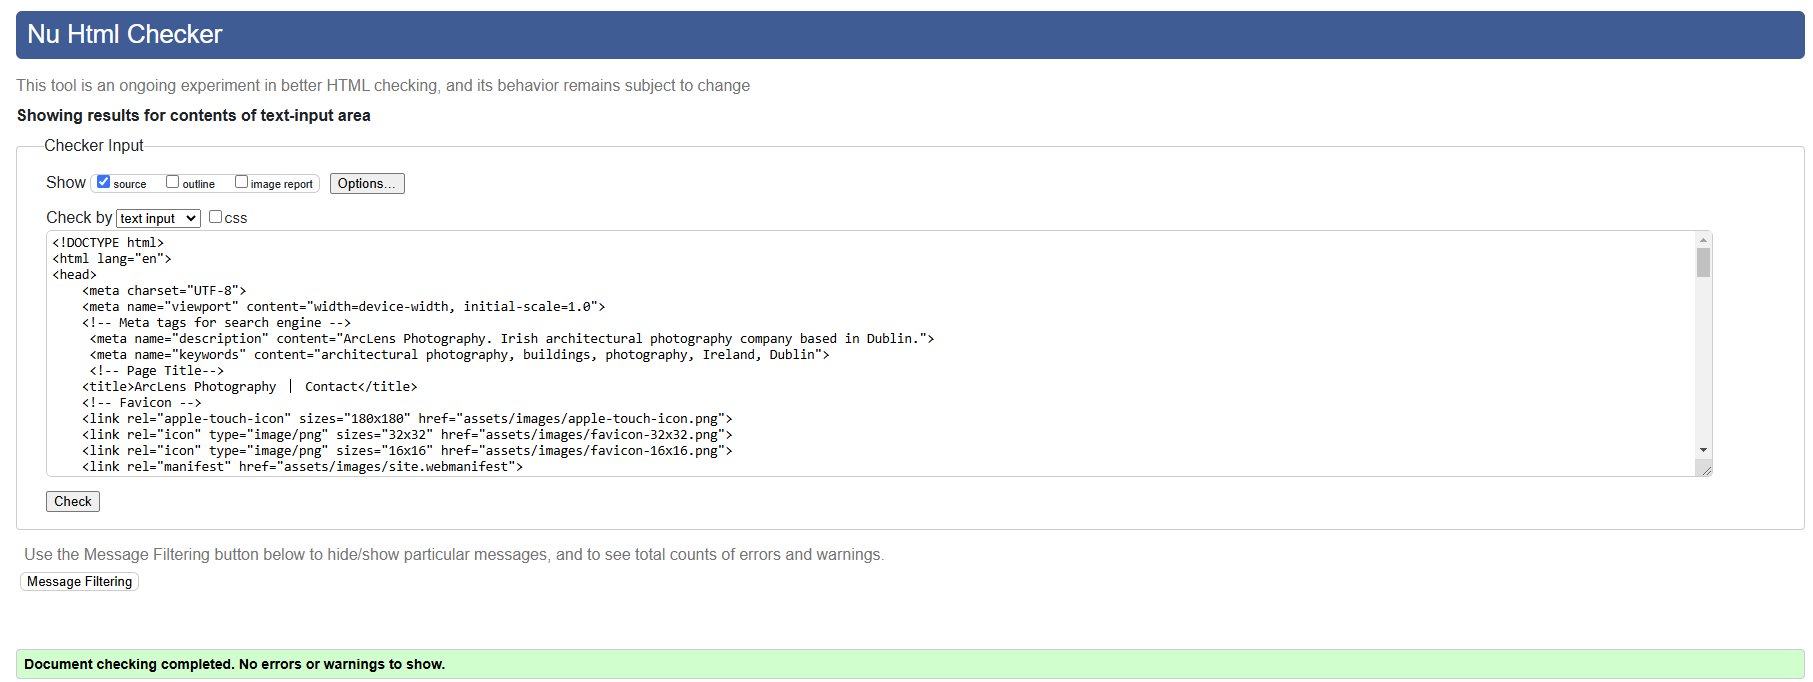 Nu Html Checker
This tool is an ongoing experiment in better HTML checking, and its behavior remains subject to change
Showing results for contents of text-input area
Checker Input
Show source outline image report Options...
Check by text input css
<!DOCTYPE html>
<html lang="en">
<head>
    <meta charset="UTF-8">
    <meta name="viewport" content="width=device-width, initial-scale=1.0">
    <!-- Meta tags for search engine -->
     <meta name="description" content="ArcLens Photography. Irish architectural photography company based in Dublin.">
     <meta name="keywords" content="architectural photography, buildings, photography, Ireland, Dublin">
     <!-- Page Title-->
    <title>ArcLens Photography | Contact</title>
    <!-- Favicon -->
    <link rel="apple-touch-icon" sizes="180x180" href="assets/images/apple-touch-icon.png">
    <link rel="icon" type="image/png" sizes="32x32" href="assets/images/favicon-32x32.png">
    <link rel="icon" type="image/png" sizes="16x16" href="assets/images/favicon-16x16.png">
    <link rel="manifest" href="assets/images/site.webmanifest">
Check
Use the Message Filtering button below to hide/show particular messages, and to see total counts of errors and warnings.
Message Filtering
Document checking completed. No errors or warnings to show.